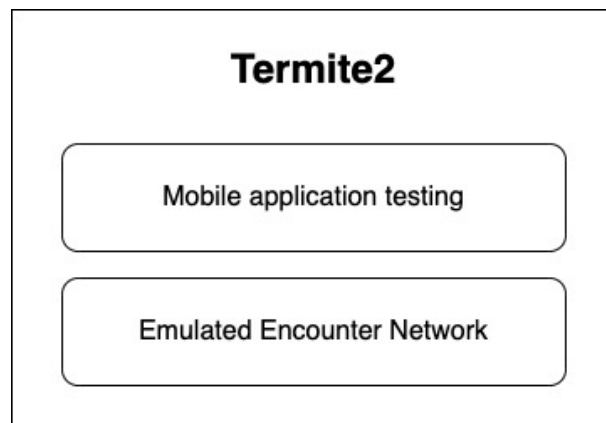 Termite2
Mobile application testing
Emulated Encounter Network